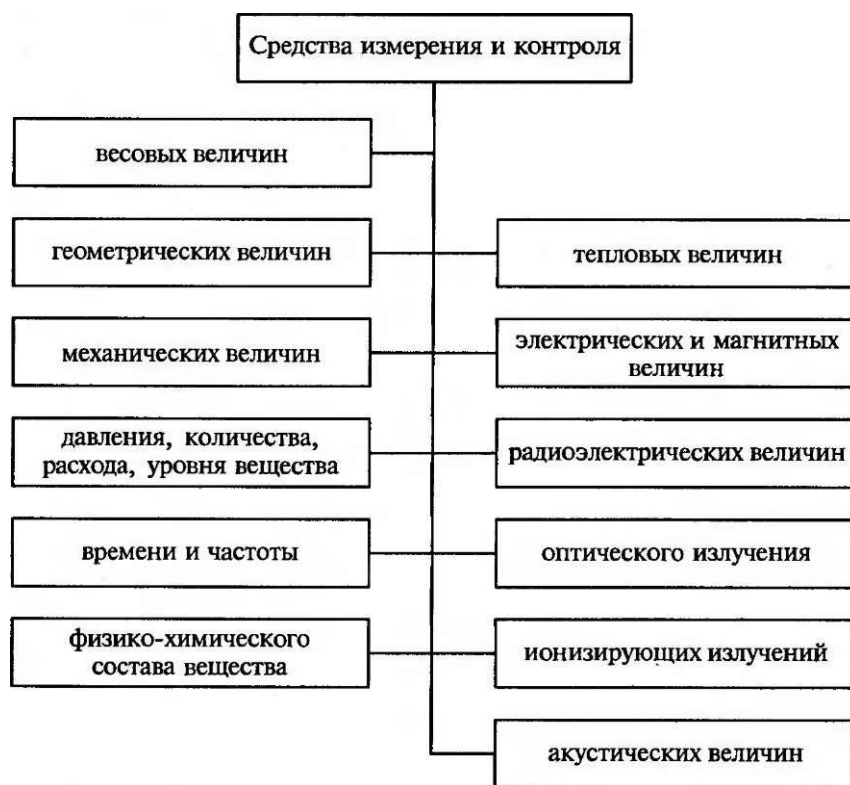 Средства измерения и контроля
весовых величин
геометрических величин
тепловых величин
механических величин
электрических и магнитных
величин
давления, количества,
расхода, уровня вещества
радиоэлектрических величин
времени и частоты
оптического излучения
физико-химического
состава вещества
ионизирующих излучений
акустических величин